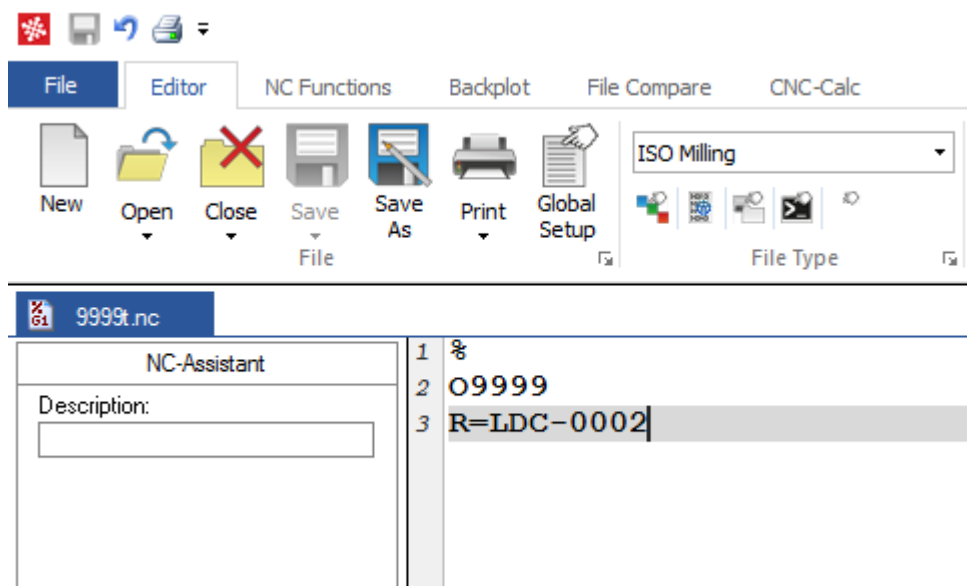 File Editor NC Functions Backplot File Compare CNC-Calc
New Open Close Save Save As Print Global Setup
ISO Milling
File File Type
9999t.nc
NC-Assistant
Description:
1 %
2 O9999
3 R=LDC-0002